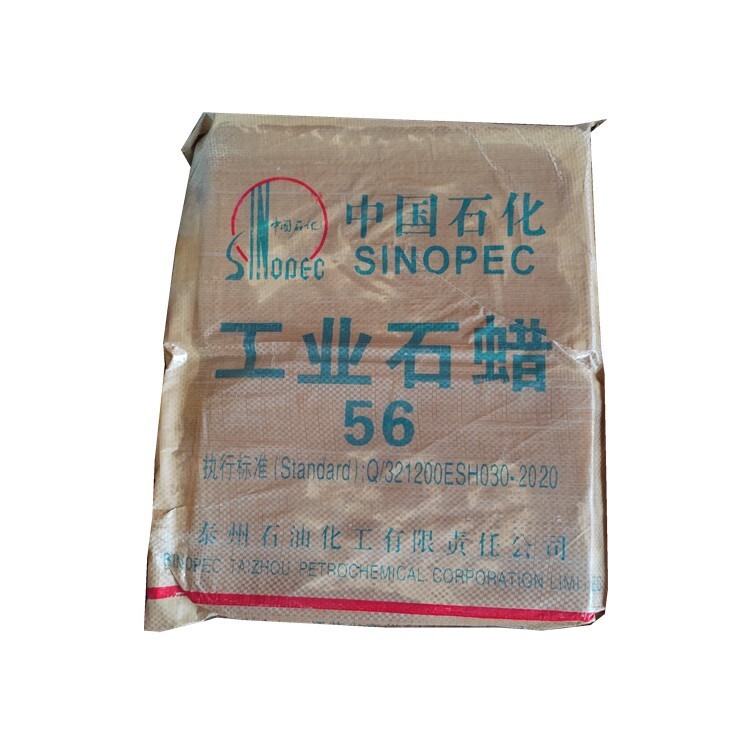 中国石化
SINOPEC
中国石化
SINOPEC
工业石蜡
56
执行标准(Standard):Q/321200ESH030-2020
泰州石油化工有限责任公司
SINOPEC TAIZHOU PETROCHEMICAL CORPORATION LIMITED